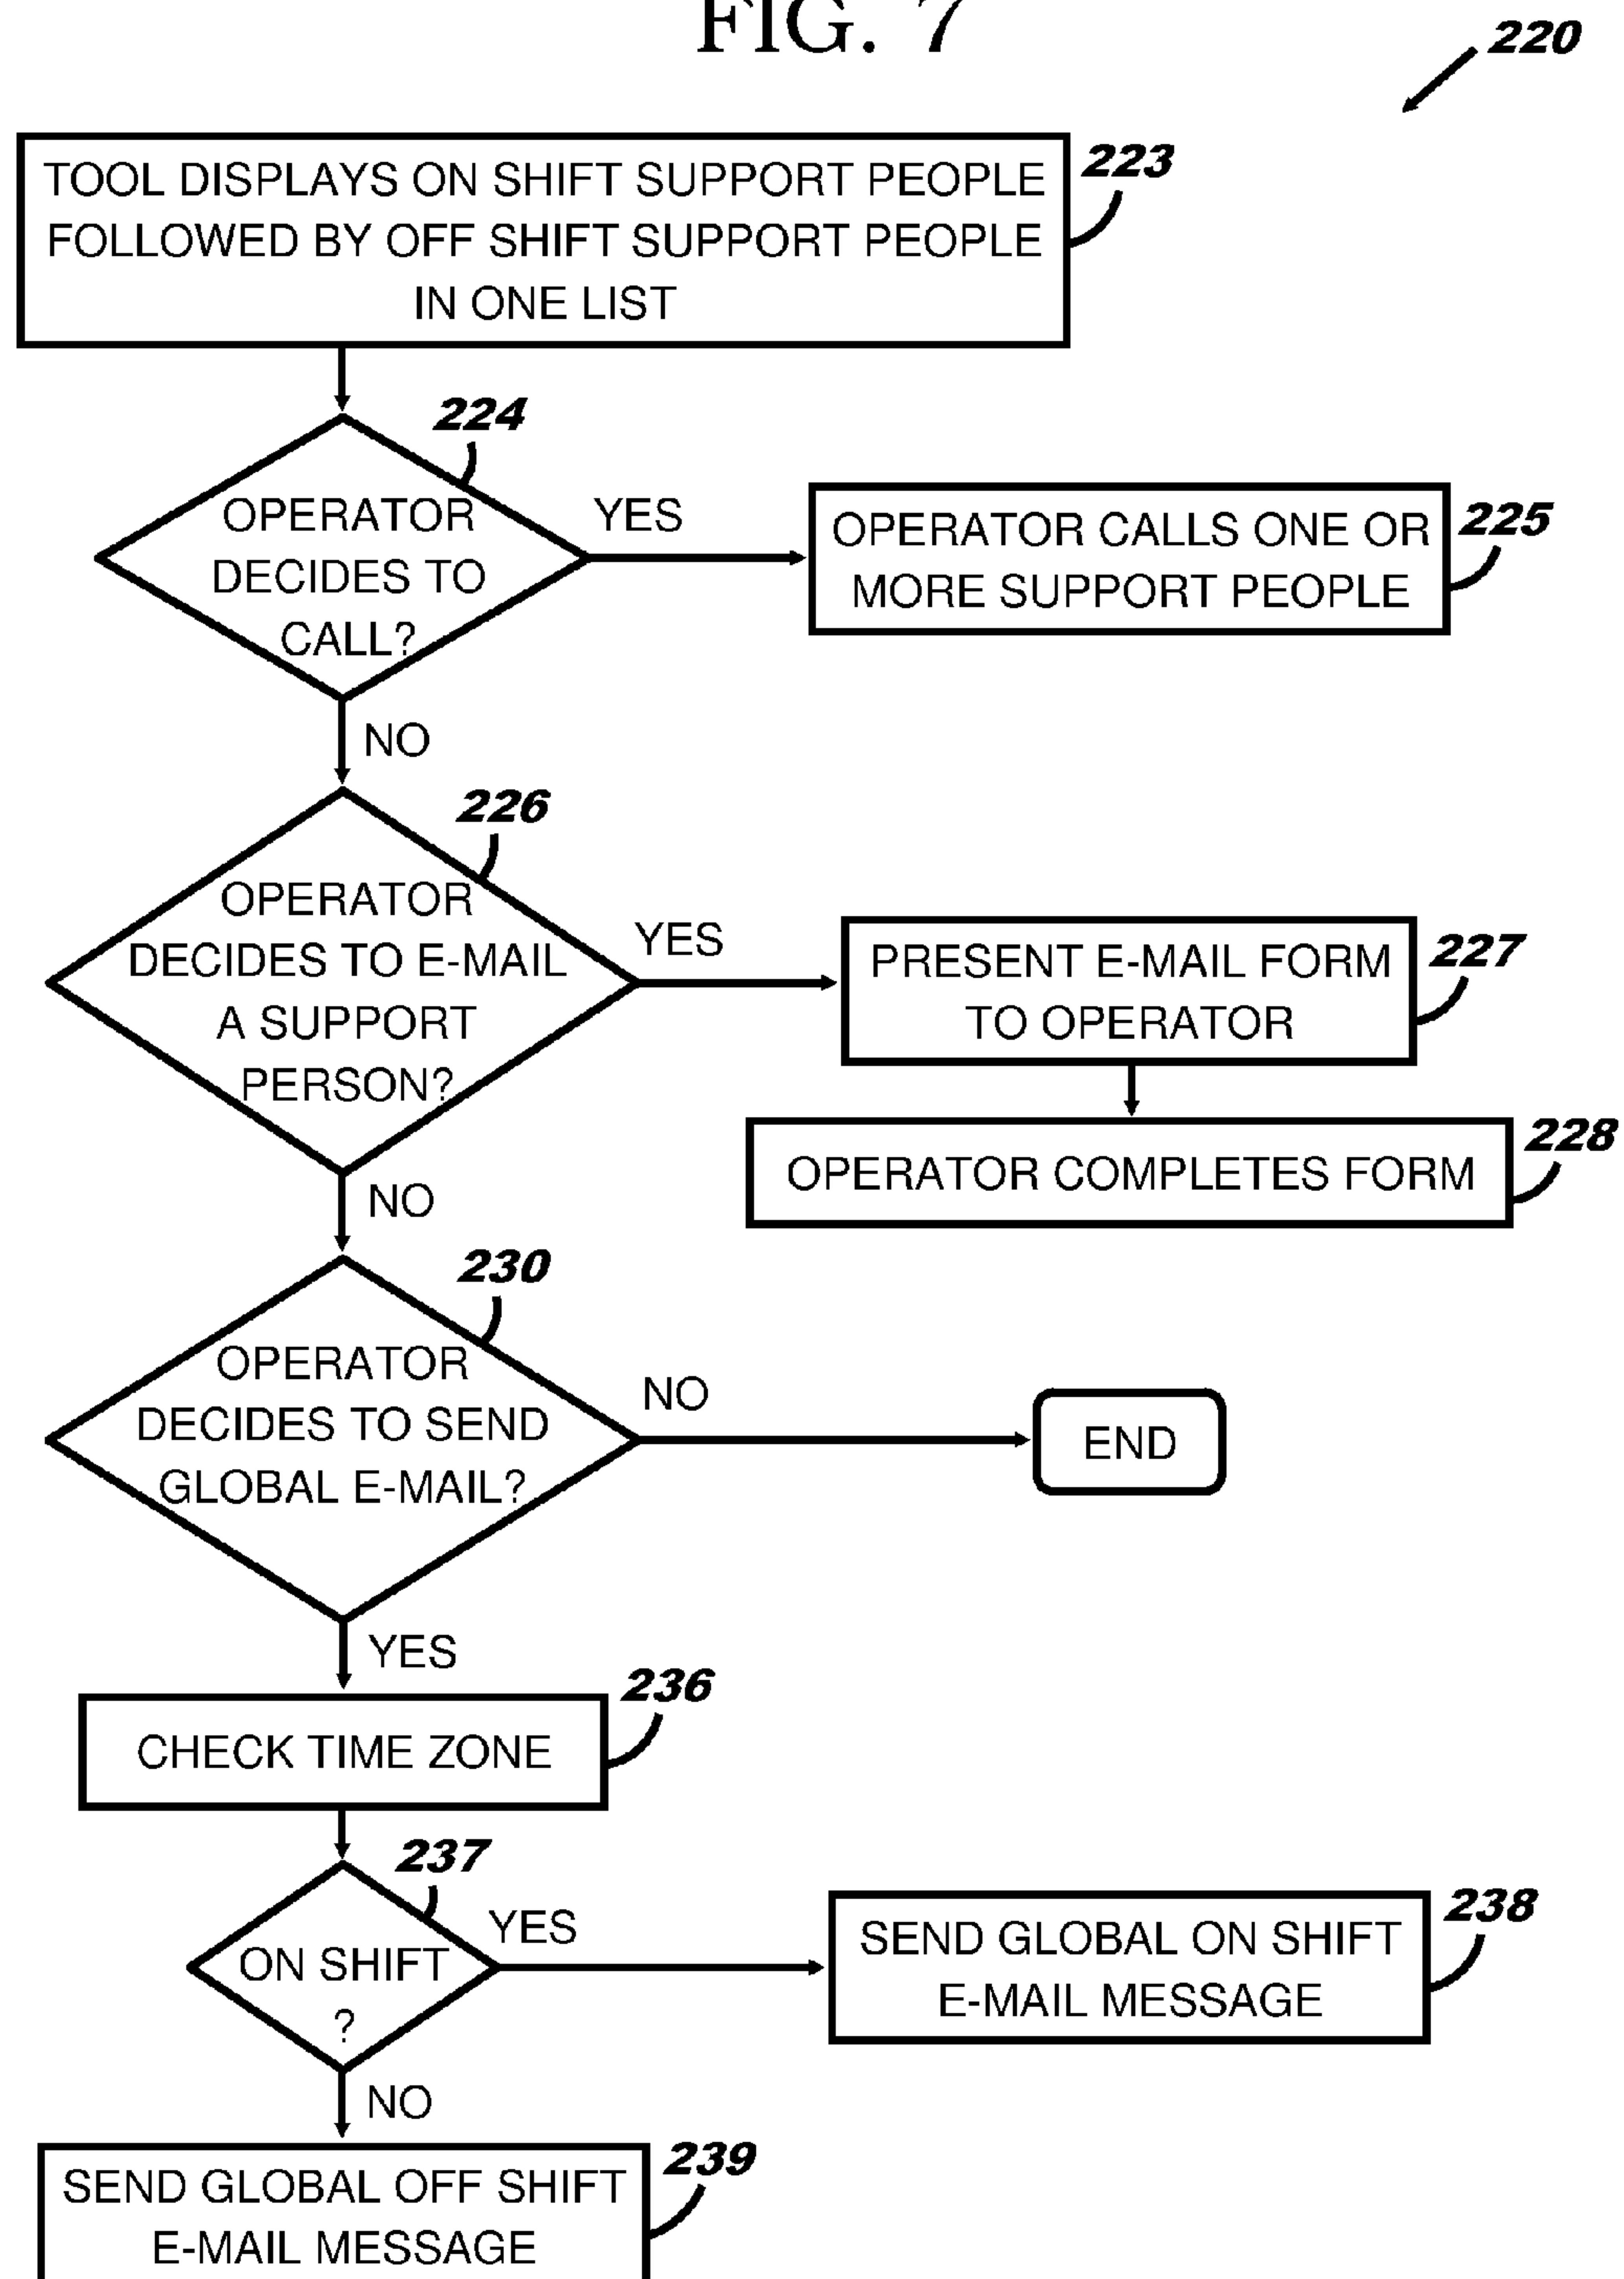 FIG. 7
220
TOOL DISPLAYS ON SHIFT SUPPORT PEOPLE
FOLLOWED BY OFF SHIFT SUPPORT PEOPLE
IN ONE LIST
223
224
OPERATOR
DECIDES TO
CALL?
YES
OPERATOR CALLS ONE OR
MORE SUPPORT PEOPLE
225
NO
226
OPERATOR
DECIDES TO E-MAIL
A SUPPORT
PERSON?
YES
PRESENT E-MAIL FORM
TO OPERATOR
227
OPERATOR COMPLETES FORM
228
NO
230
OPERATOR
DECIDES TO SEND
GLOBAL E-MAIL?
NO
END
YES
236
CHECK TIME ZONE
237
ON SHIFT
?
YES
SEND GLOBAL ON SHIFT
E-MAIL MESSAGE
238
NO
SEND GLOBAL OFF SHIFT
E-MAIL MESSAGE
239